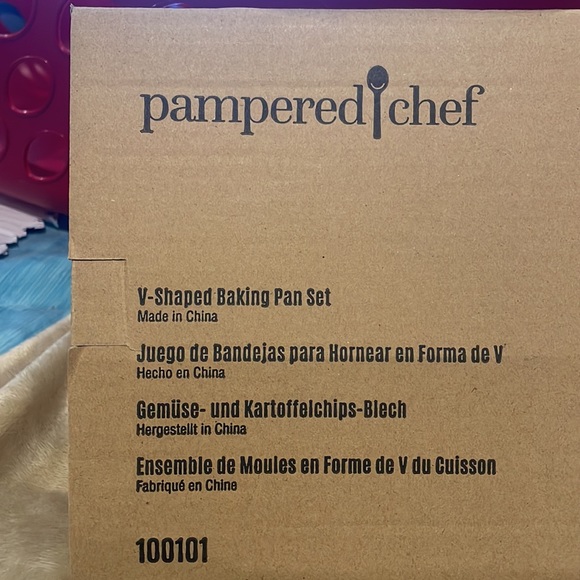 pampered chef
V-Shaped Baking Pan Set
Made in China
Juego de Bandejas para Hornear en Forma de V
Hecho en China
Gemüse- und Kartoffelchips-Blech
Hergestellt in China
Ensemble de Moules en Forme de V du Cuisson
Fabriqué en Chine
100101